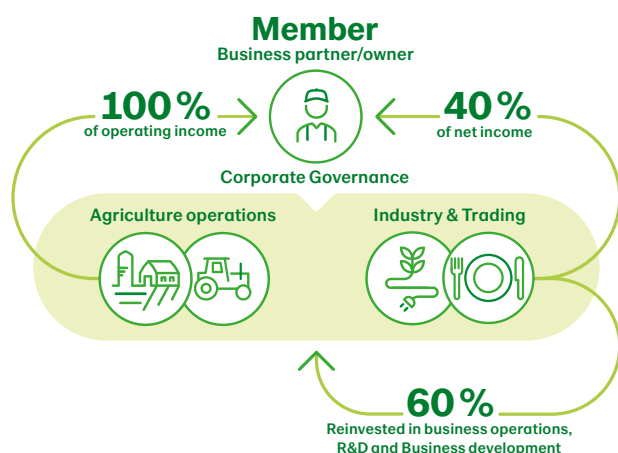 Member
Business partner/owner
100 %
of operating income
40 %
of net income
Corporate Governance
Agriculture operations
Industry & Trading
60 %
Reinvested in business operations,
R&D and Business development